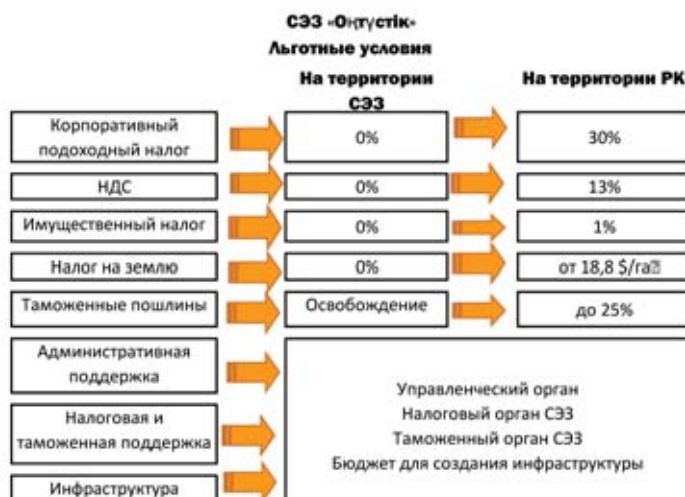 СЭЗ «Оңтүстік»
Льготные условия
На территории
СЭЗ
На территории РК
Корпоративный
подоходный налог
0%
30%
НДС
0%
13%
Имущественный налог
0%
1%
Налог на землю
0%
от 18,8 $/га
Таможенные пошлины
Освобождение
до 25%
Административная
поддержка
Налоговая и
таможенная поддержка
Инфраструктура
Управленческий орган
Налоговый орган СЭЗ
Таможенный орган СЭЗ
Бюджет для создания инфраструктуры